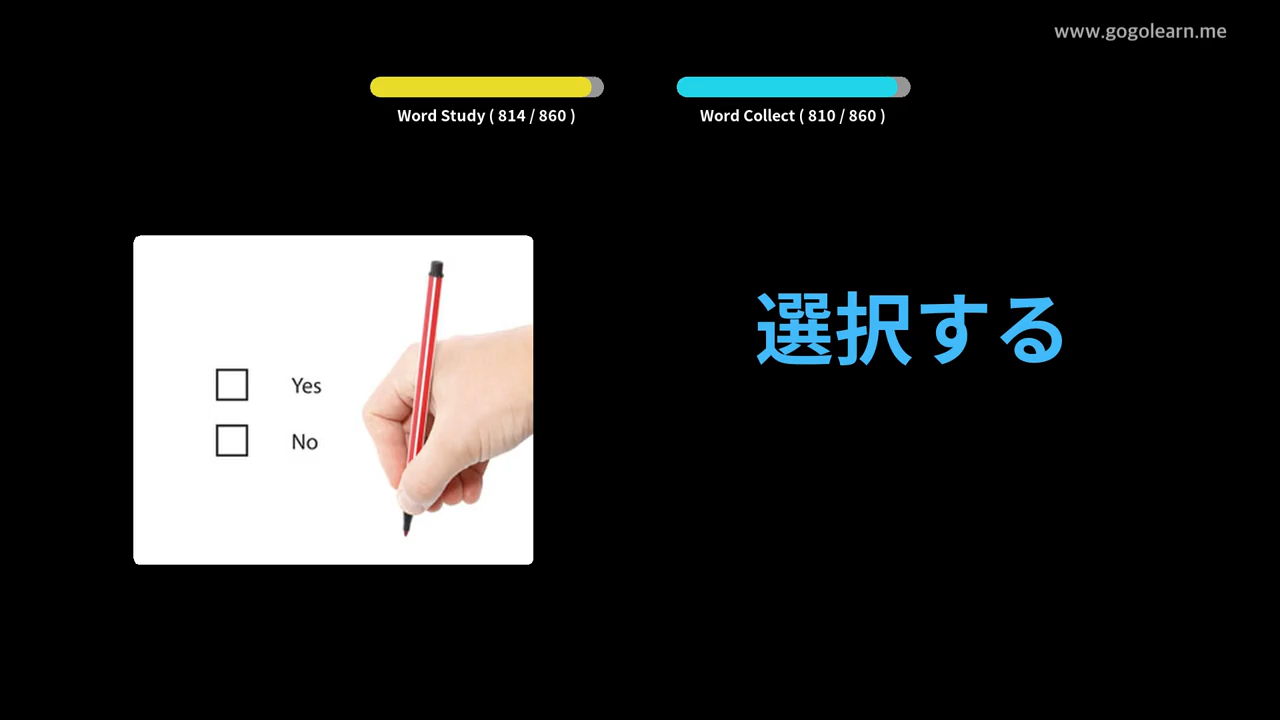 www.gogolearn.me
Word Study ( 814 / 860 )
Word Collect ( 810 / 860 )
選択する
Yes
No